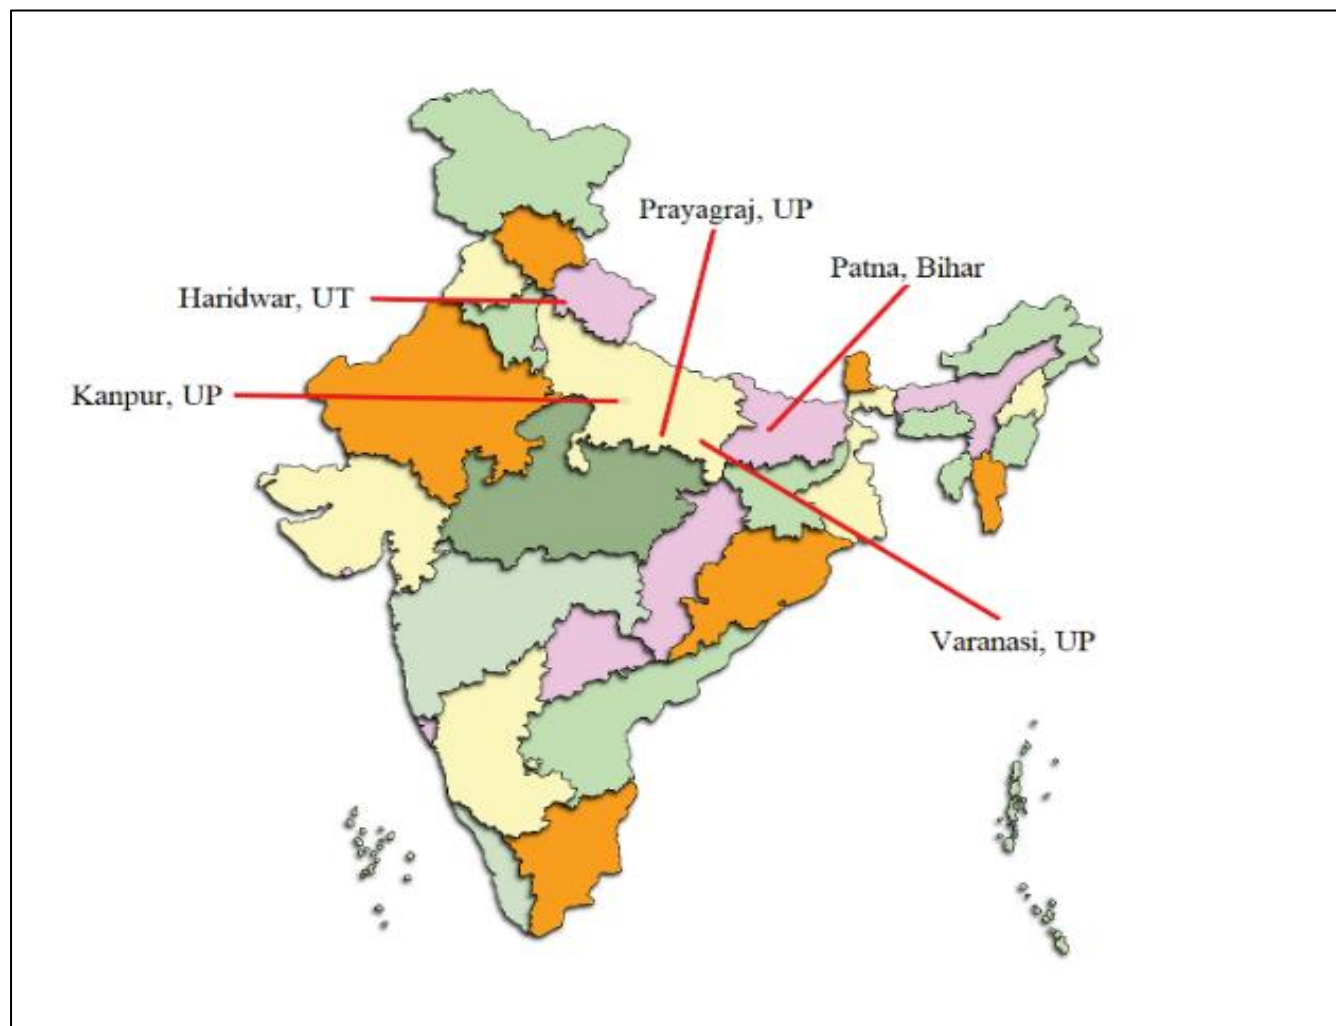 Prayagraj, UP
Patna, Bihar
Haridwar, UT
Kanpur, UP
Varanasi, UP